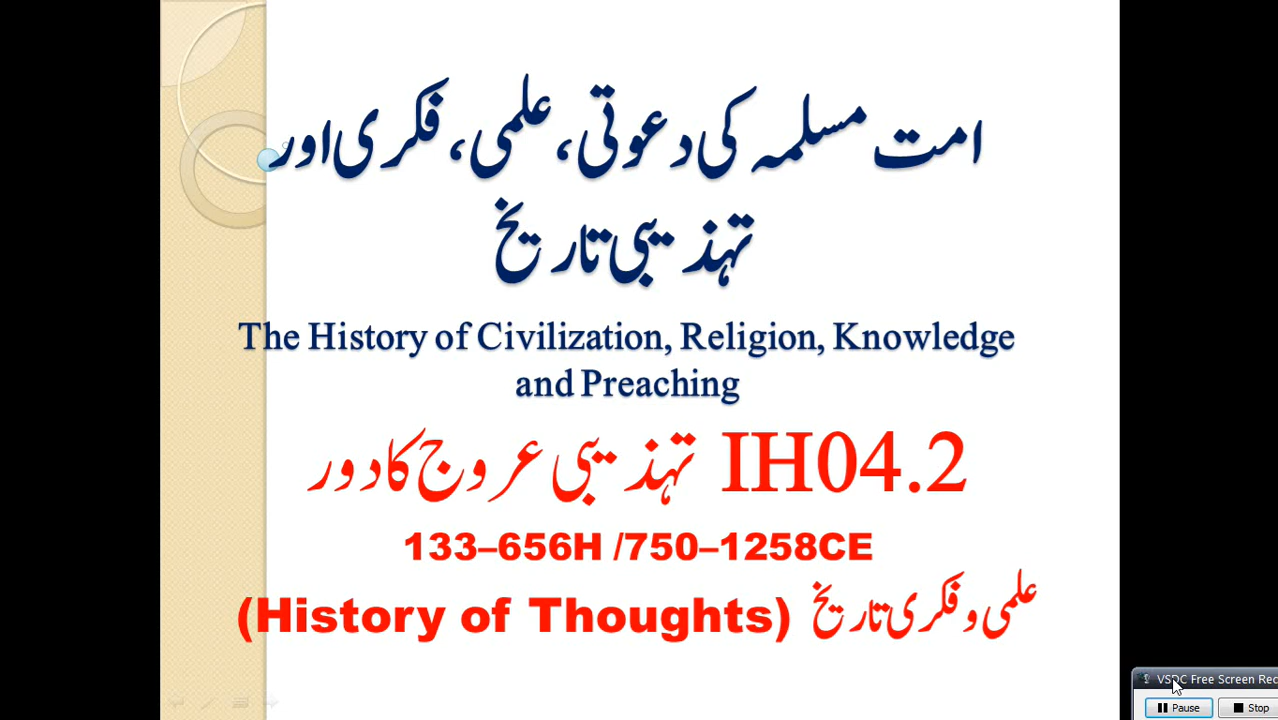 امت مسلمہ کی دعوتی، علمی، فکری اور
تہذیبی تاریخ
The History of Civilization, Religion, Knowledge
and Preaching
IH04.2 تہذیبی عروج کا دور
133–656H /750–1258CE
علمی و فکری تاریخ (History of Thoughts)
VSDC Free Screen Rec
Pause Stop